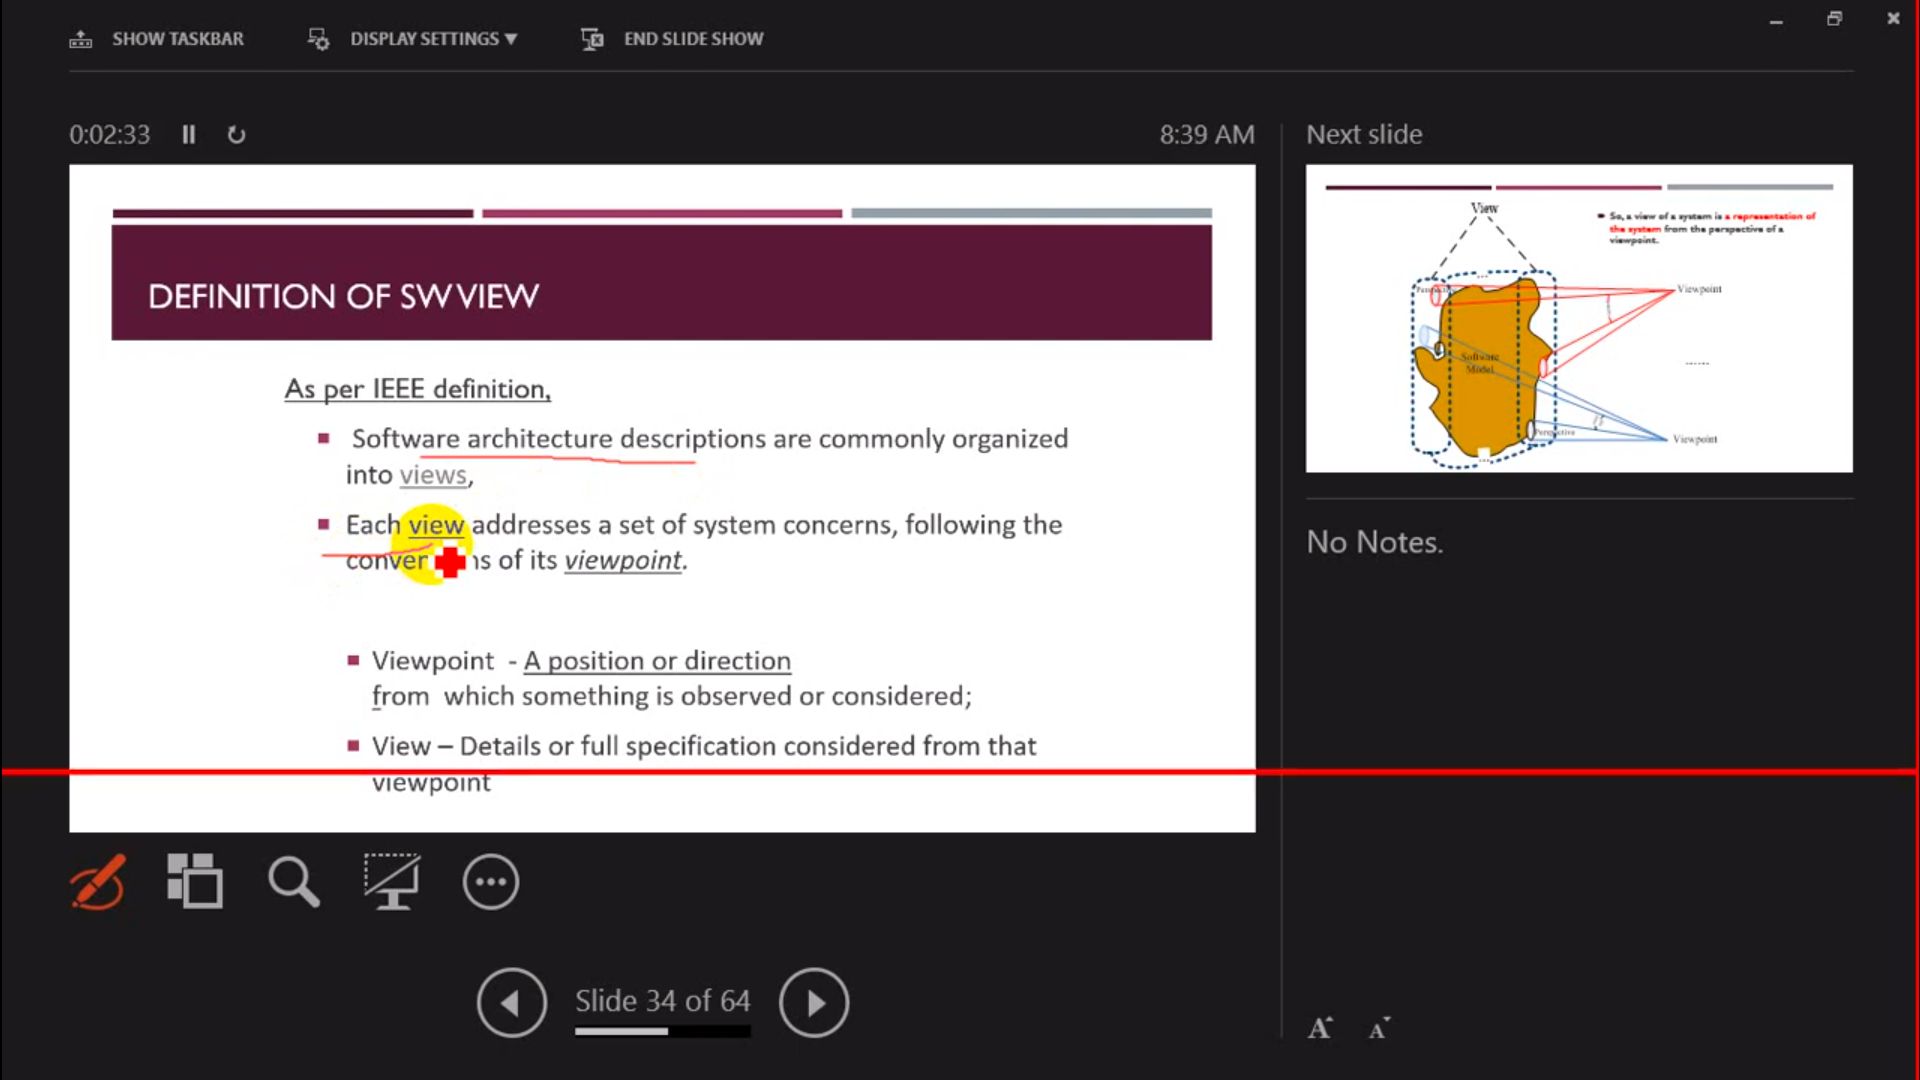 SHOW TASKBAR
DISPLAY SETTINGS ▼
END SLIDE SHOW
0:02:33
8:39 AM
DEFINITION OF SW VIEW
As per IEEE definition,
Software architecture descriptions are commonly organized
into views,
Each view addresses a set of system concerns, following the
of its viewpoint.
Viewpoint - A position or direction
from which something is observed or considered;
View – Details or full specification considered from that
viewpoint
Slide 34 of 64
Next slide
View
So, a view of a system is a representation of
the system from the perspective of a
viewpoint.
Viewpoint
Software
Model
......
Perspective
Viewpoint
No Notes.
A A